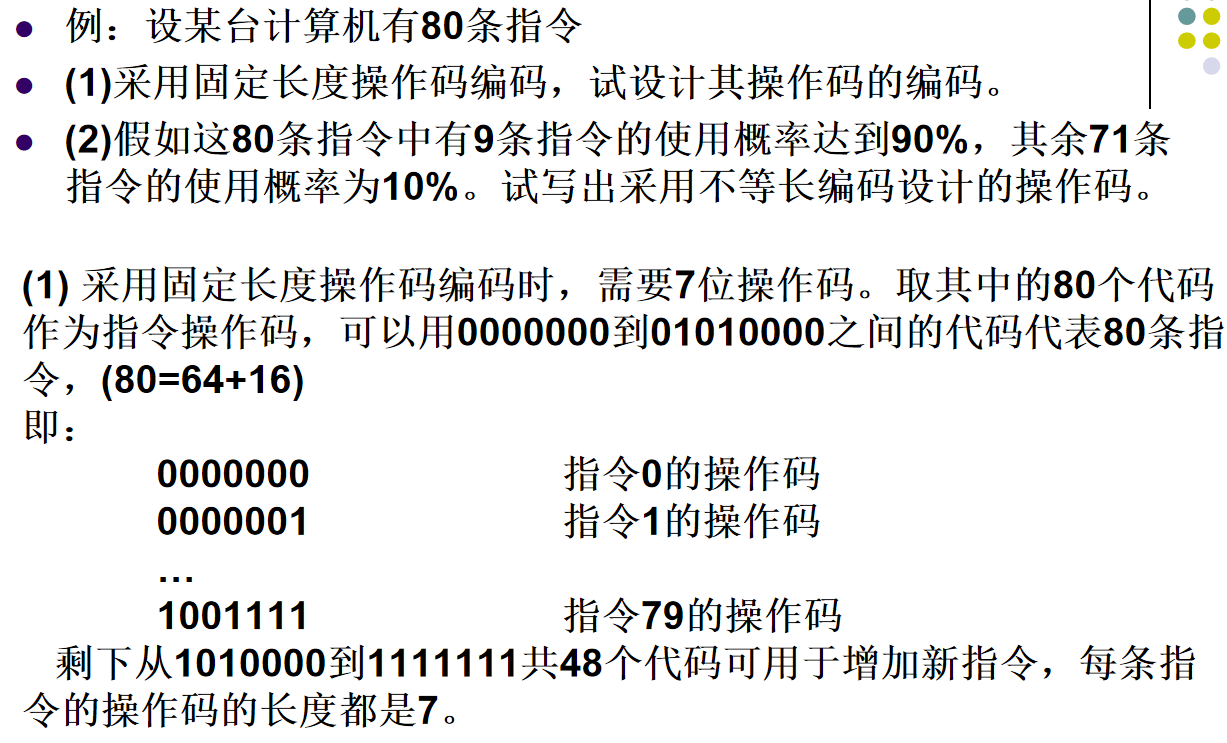 例：设某台计算机有80条指令
(1)采用固定长度操作码编码，试设计其操作码的编码。
(2)假如这80条指令中有9条指令的使用概率达到90%，其余71条
指令的使用概率为10%。试写出采用不等长编码设计的操作码。
(1) 采用固定长度操作码编码时，需要7位操作码。取其中的80个代码
作为指令操作码，可以用0000000到01010000之间的代码代表80条指
令，(80=64+16)
即：
0000000 指令0的操作码
0000001 指令1的操作码
…
1001111 指令79的操作码
剩下从1010000到1111111共48个代码可用于增加新指令，每条指
令的操作码的长度都是7。